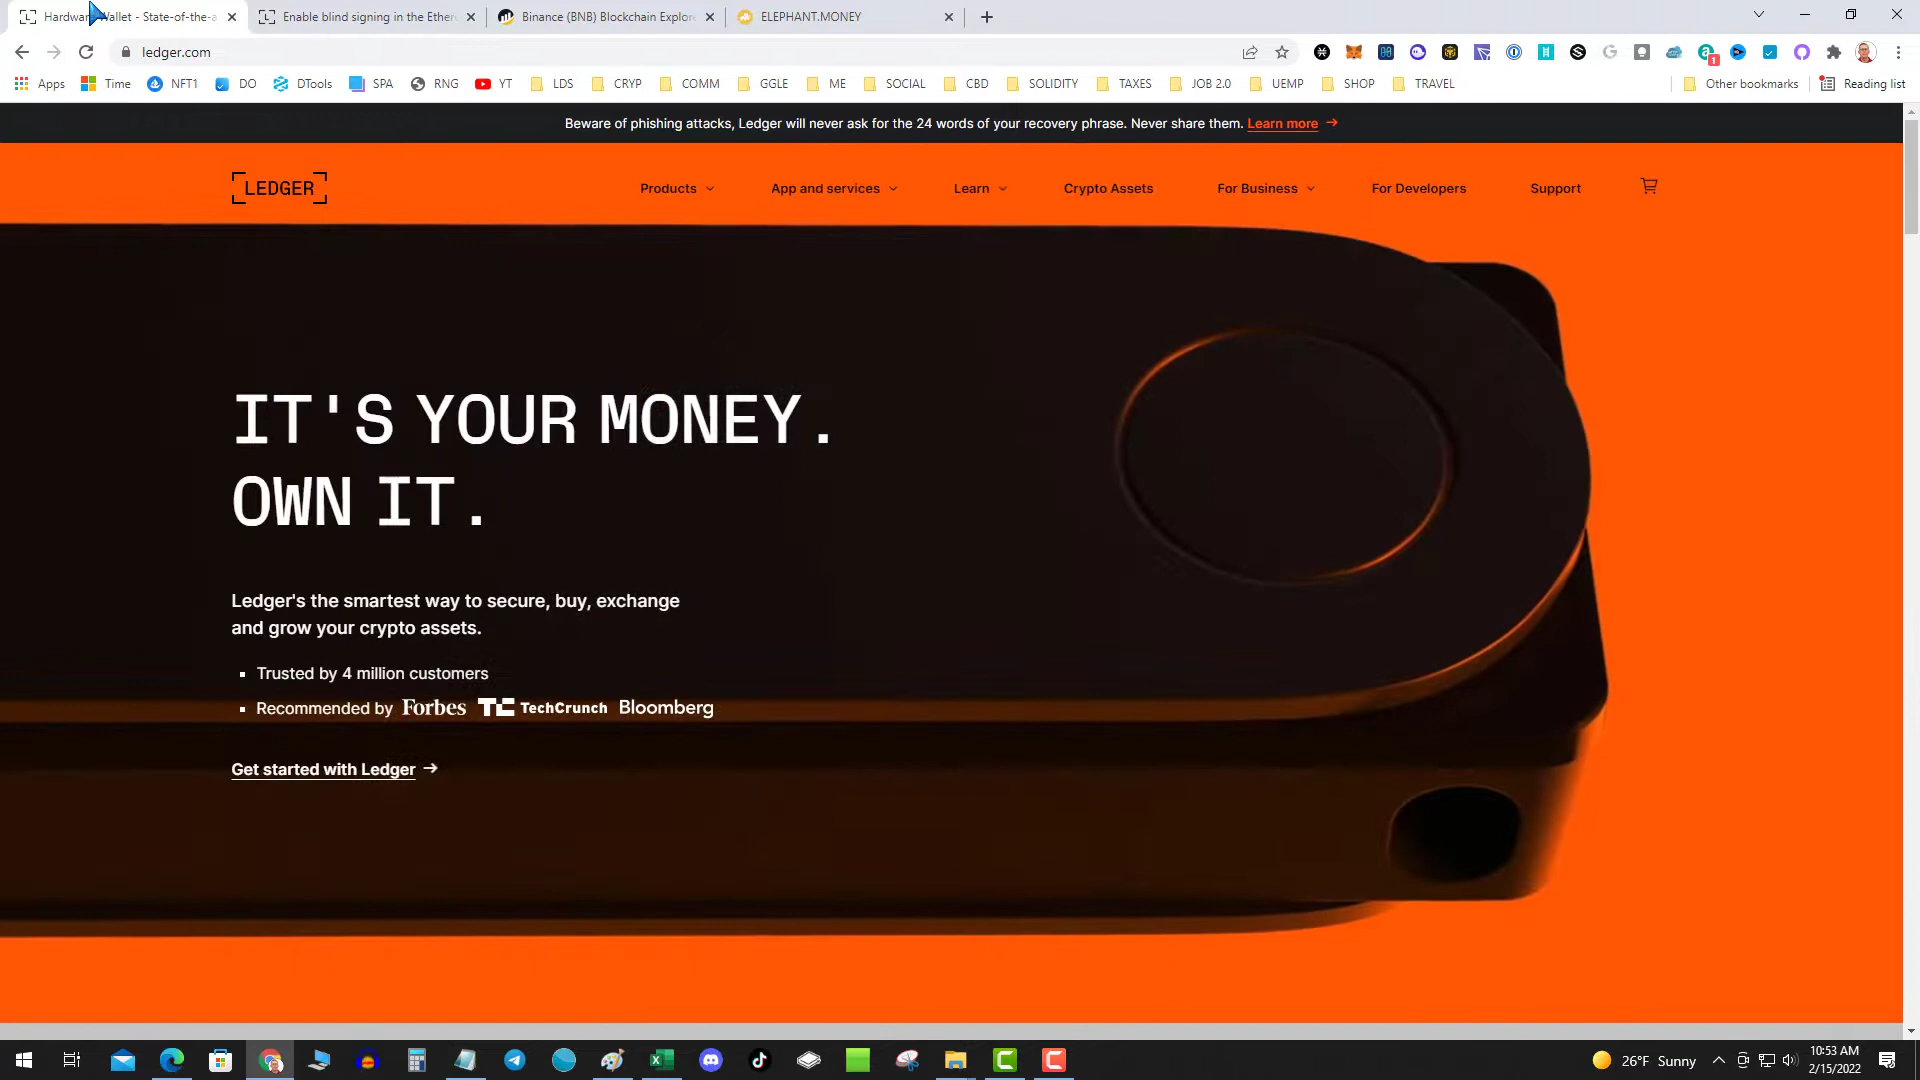 Hardware Wallet - State-of-the-a
Enable blind signing in the Ether
Binance (BNB) Blockchain Explor
ELEPHANT.MONEY
ledger.com
Apps
Time
NFT1
DO
DTools
SPA
RNG
YT
LDS
CRYP
COMM
GGLE
ME
SOCIAL
CBD
SOLIDITY
TAXES
JOB 2.0
UEMP
SHOP
TRAVEL
Other bookmarks
Reading list
Beware of phishing attacks, Ledger will never ask for the 24 words of your recovery phrase. Never share them. Learn more →
LEDGER
Products
App and services
Learn
Crypto Assets
For Business
For Developers
Support
IT'S YOUR MONEY.
OWN IT.
Ledger's the smartest way to secure, buy, exchange
and grow your crypto assets.
Trusted by 4 million customers
Recommended by Forbes TC TechCrunch Bloomberg
Get started with Ledger →
26°F Sunny
10:53 AM
2/15/2022